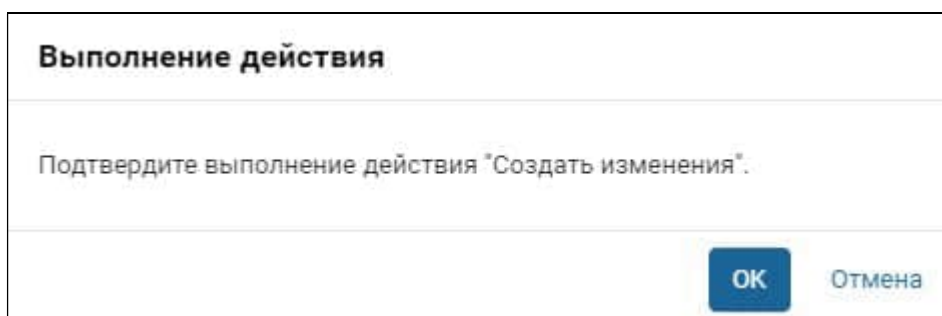 Выполнение действия
Подтвердите выполнение действия "Создать изменения".
ОК Отмена